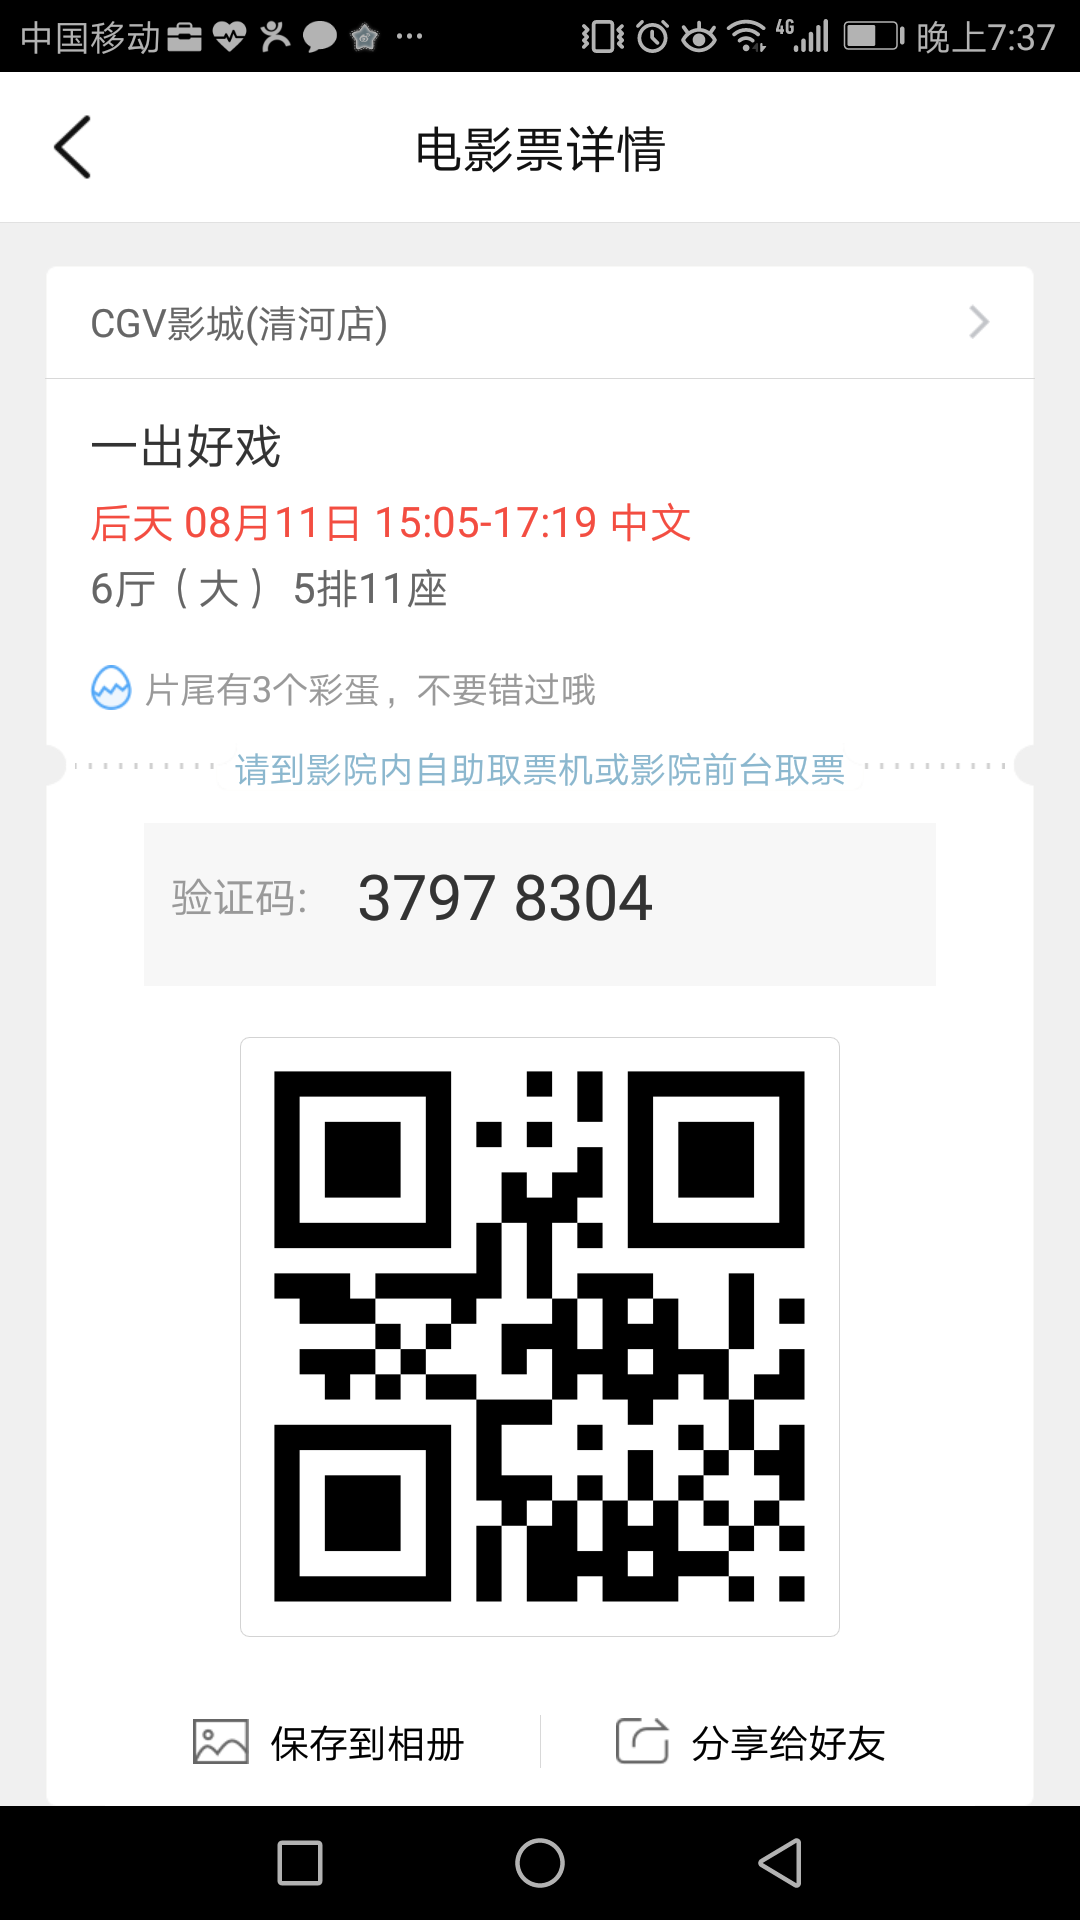 中国移动 4G 晚上7:37
电影票详情
CGV影城(清河店)
一出好戏
后天 08月11日 15:05-17:19 中文
6厅（大） 5排11座
片尾有3个彩蛋，不要错过哦
请到影院内自助取票机或影院前台取票
验证码: 3797 8304
保存到相册 分享给好友